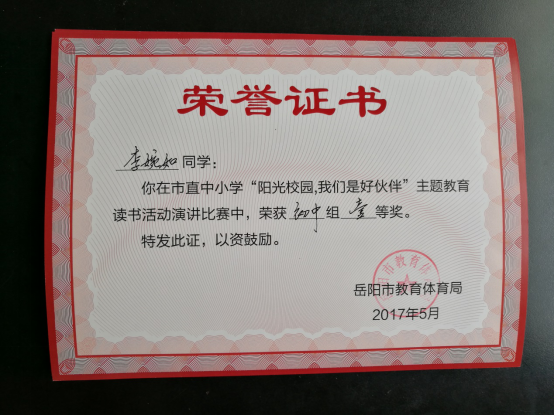 荣誉证书
李婉如同学：
你在市直中小学“阳光校园,我们是好伙伴”主题教育
读书活动演讲比赛中，荣获初中组壹等奖。
特发此证，以资鼓励。
岳阳市教育体育局
2017年5月